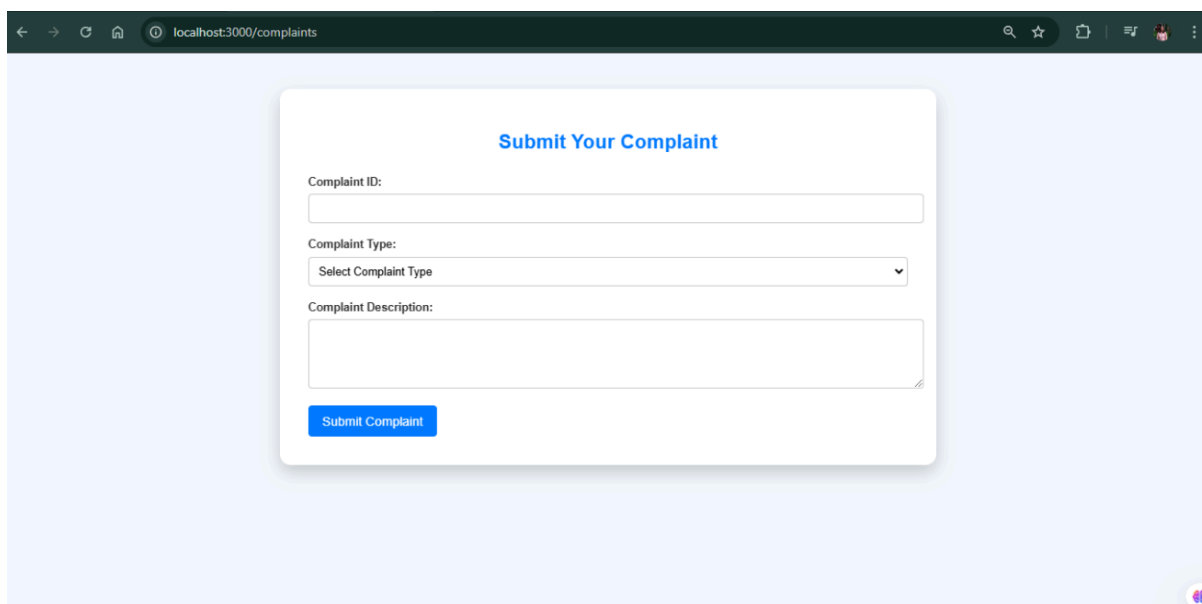 localhost:3000/complaints
Submit Your Complaint
Complaint ID:
Complaint Type:
Select Complaint Type
Complaint Description:
Submit Complaint